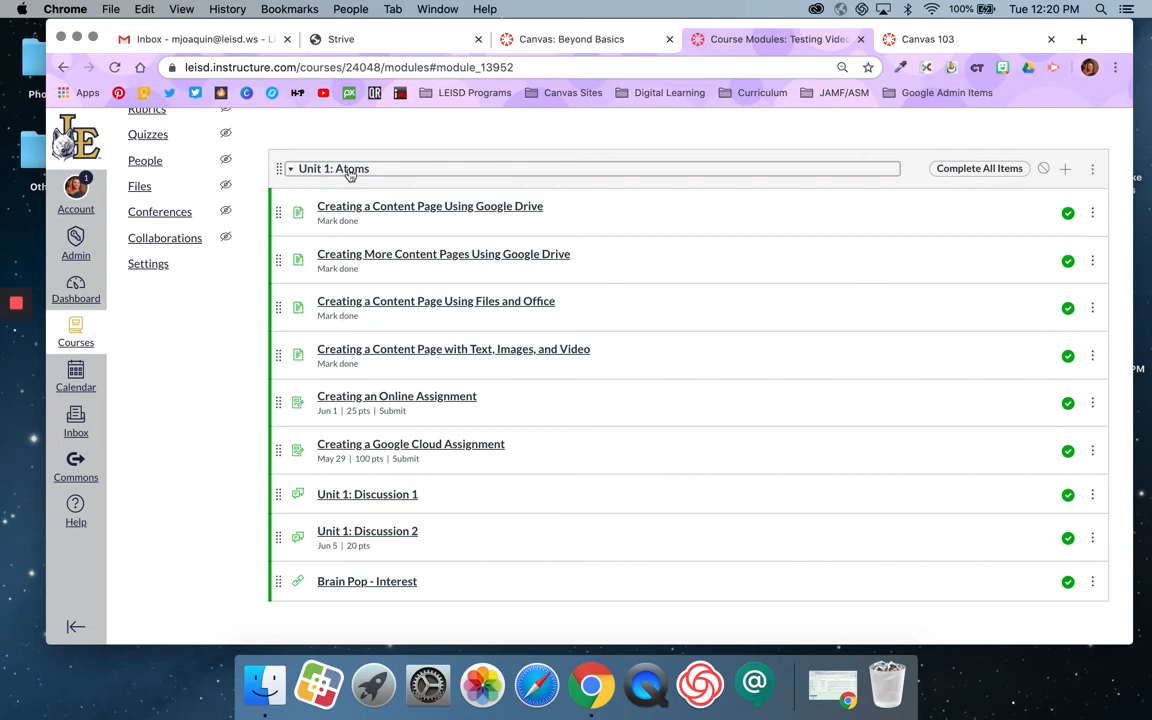 Chrome File Edit View History Bookmarks People Tab Window Help 100% Tue 12:20 PM
Inbox - mjoaquin@leisd.ws - L Strive Canvas: Beyond Basics Course Modules: Testing Video Canvas 103
leisd.instructure.com/courses/24048/modules#module_13952
Apps LEISD Programs Canvas Sites Digital Learning Curriculum JAMF/ASM Google Admin Items
Rubrics
Quizzes
People
Files
Conferences
Collaborations
Settings
LE
1
Account
Admin
Dashboard
Courses
Calendar
Inbox
Commons
Help
Unit 1: Atoms Complete All Items
Creating a Content Page Using Google Drive
Mark done
Creating More Content Pages Using Google Drive
Mark done
Creating a Content Page Using Files and Office
Mark done
Creating a Content Page with Text, Images, and Video
Mark done
Creating an Online Assignment
Jun 1 | 25 pts | Submit
Creating a Google Cloud Assignment
May 29 | 100 pts | Submit
Unit 1: Discussion 1
Unit 1: Discussion 2
Jun 5 | 20 pts
Brain Pop - Interest